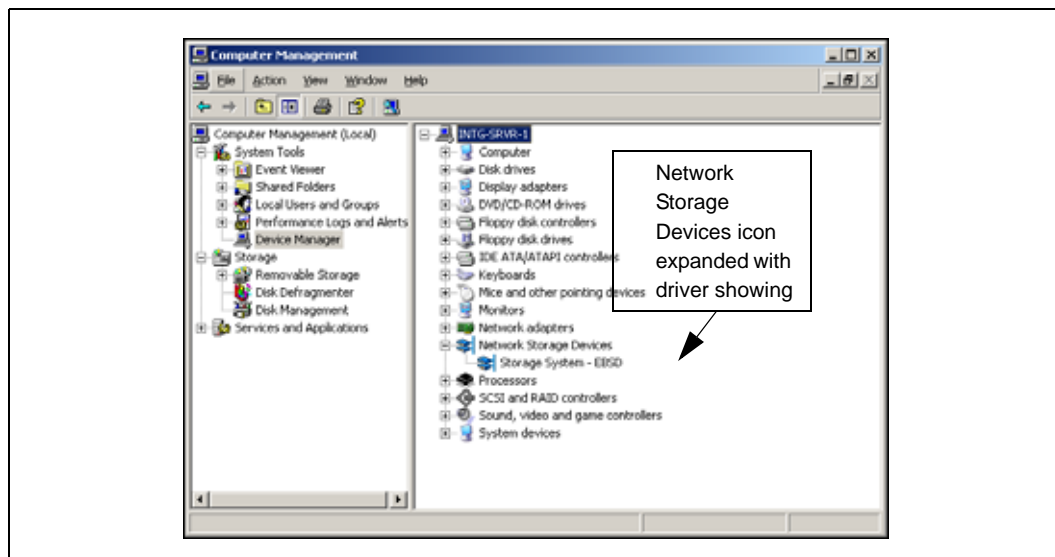 Computer Management
File Action View Window Help
Computer Management (Local)
System Tools
Event Viewer
Shared Folders
Local Users and Groups
Performance Logs and Alerts
Device Manager
Storage
Removable Storage
Disk Defragmenter
Disk Management
Services and Applications
INTG-SRVR-1
Computer
Disk drives
Display adapters
DVD/CD-ROM drives
Floppy disk controllers
Floppy disk drives
IDE ATA/ATAPI controllers
Keyboards
Mice and other pointing devices
Monitors
Network adapters
Network Storage Devices
Storage System - EBSD
Processors
SCSI and RAID controllers
Sound, video and game controllers
System devices
Network
Storage
Devices icon
expanded with
driver showing